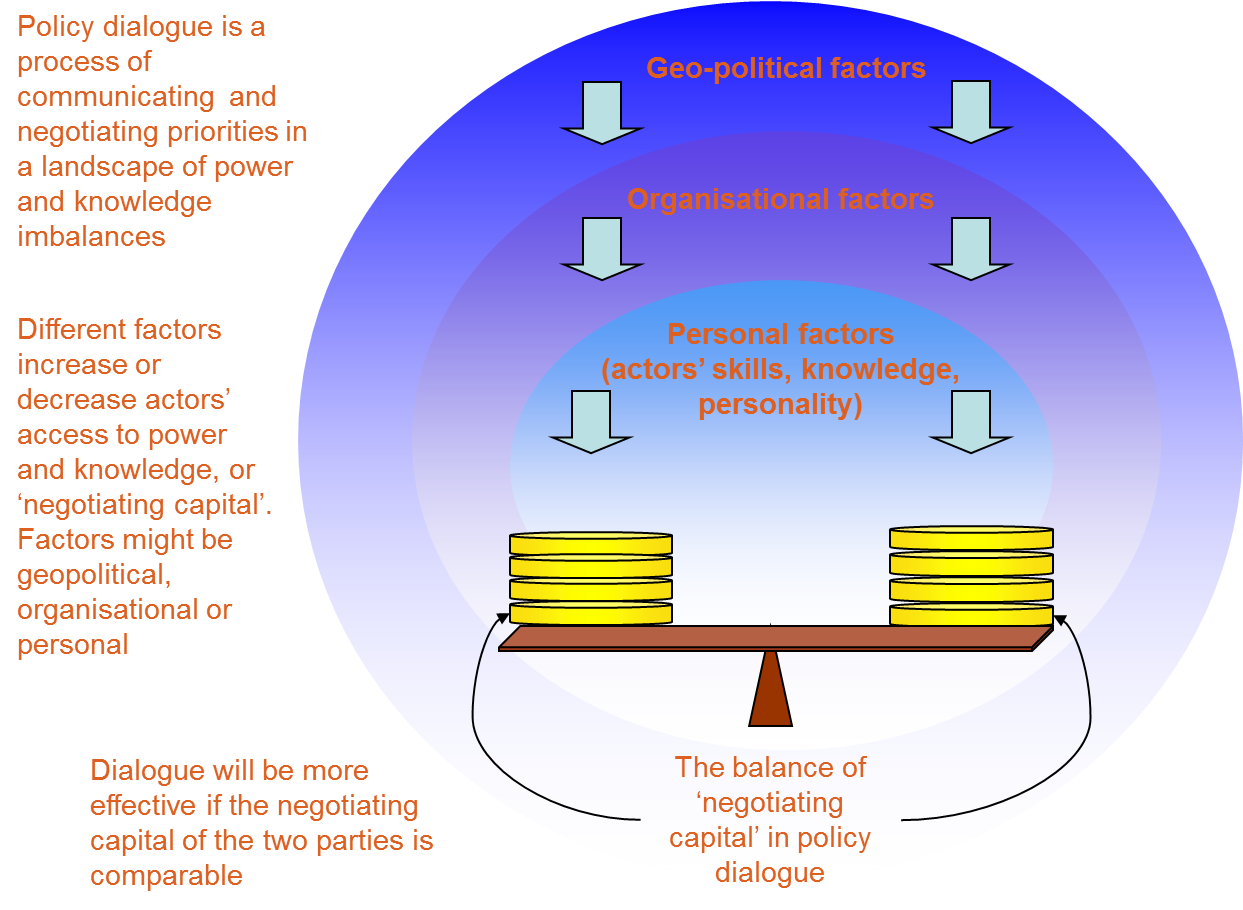 Policy dialogue is a
process of
communicating and
negotiating priorities in
a landscape of power
and knowledge
imbalances
Different factors
increase or
decrease actors’
access to power
and knowledge, or
‘negotiating capital’.
Factors might be
geopolitical,
organisational or
personal
Dialogue will be more
effective if the negotiating
capital of the two parties is
comparable
Geo-political factors
Organisational factors
Personal factors
(actors’ skills, knowledge,
personality)
The balance of
‘negotiating
capital’ in policy
dialogue